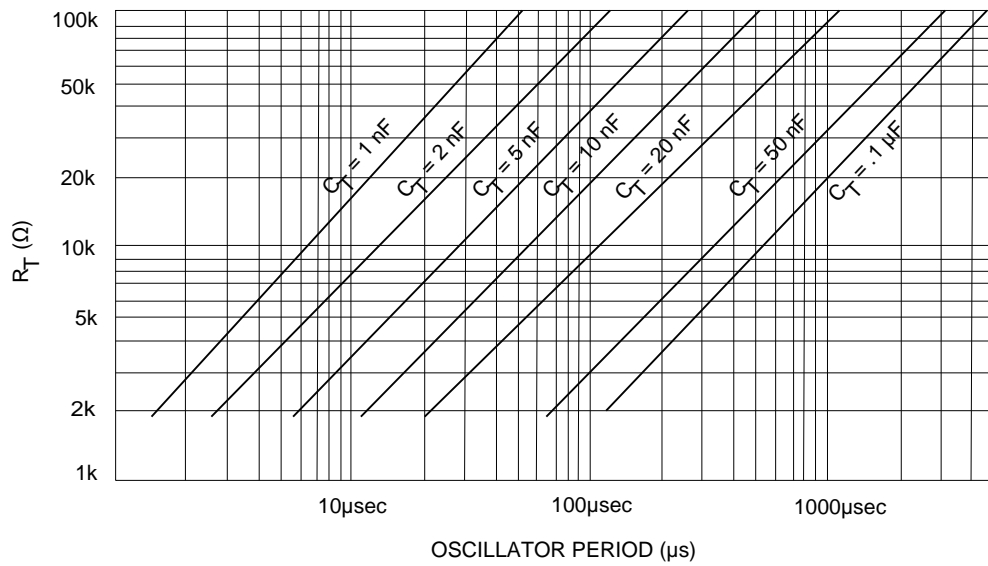 100k
50k
20k
10k
5k
2k
1k
R_T (Ω)
C_T = 1 nF
C_T = 2 nF
C_T = 5 nF
C_T = 10 nF
C_T = 20 nF
C_T = 50 nF
C_T = .1 µF
10µsec
100µsec
1000µsec
OSCILLATOR PERIOD (µs)